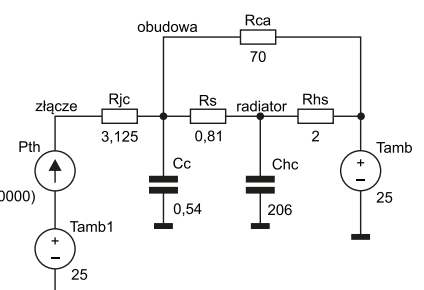 Rca
obudowa
70
Rjc
Rs
Rhs
złącze
radiator
3,125
0,81
2
Pth
Cc
Chc
Tamb
+
−
25
0,54
206
0000)
Tamb1
+
−
25